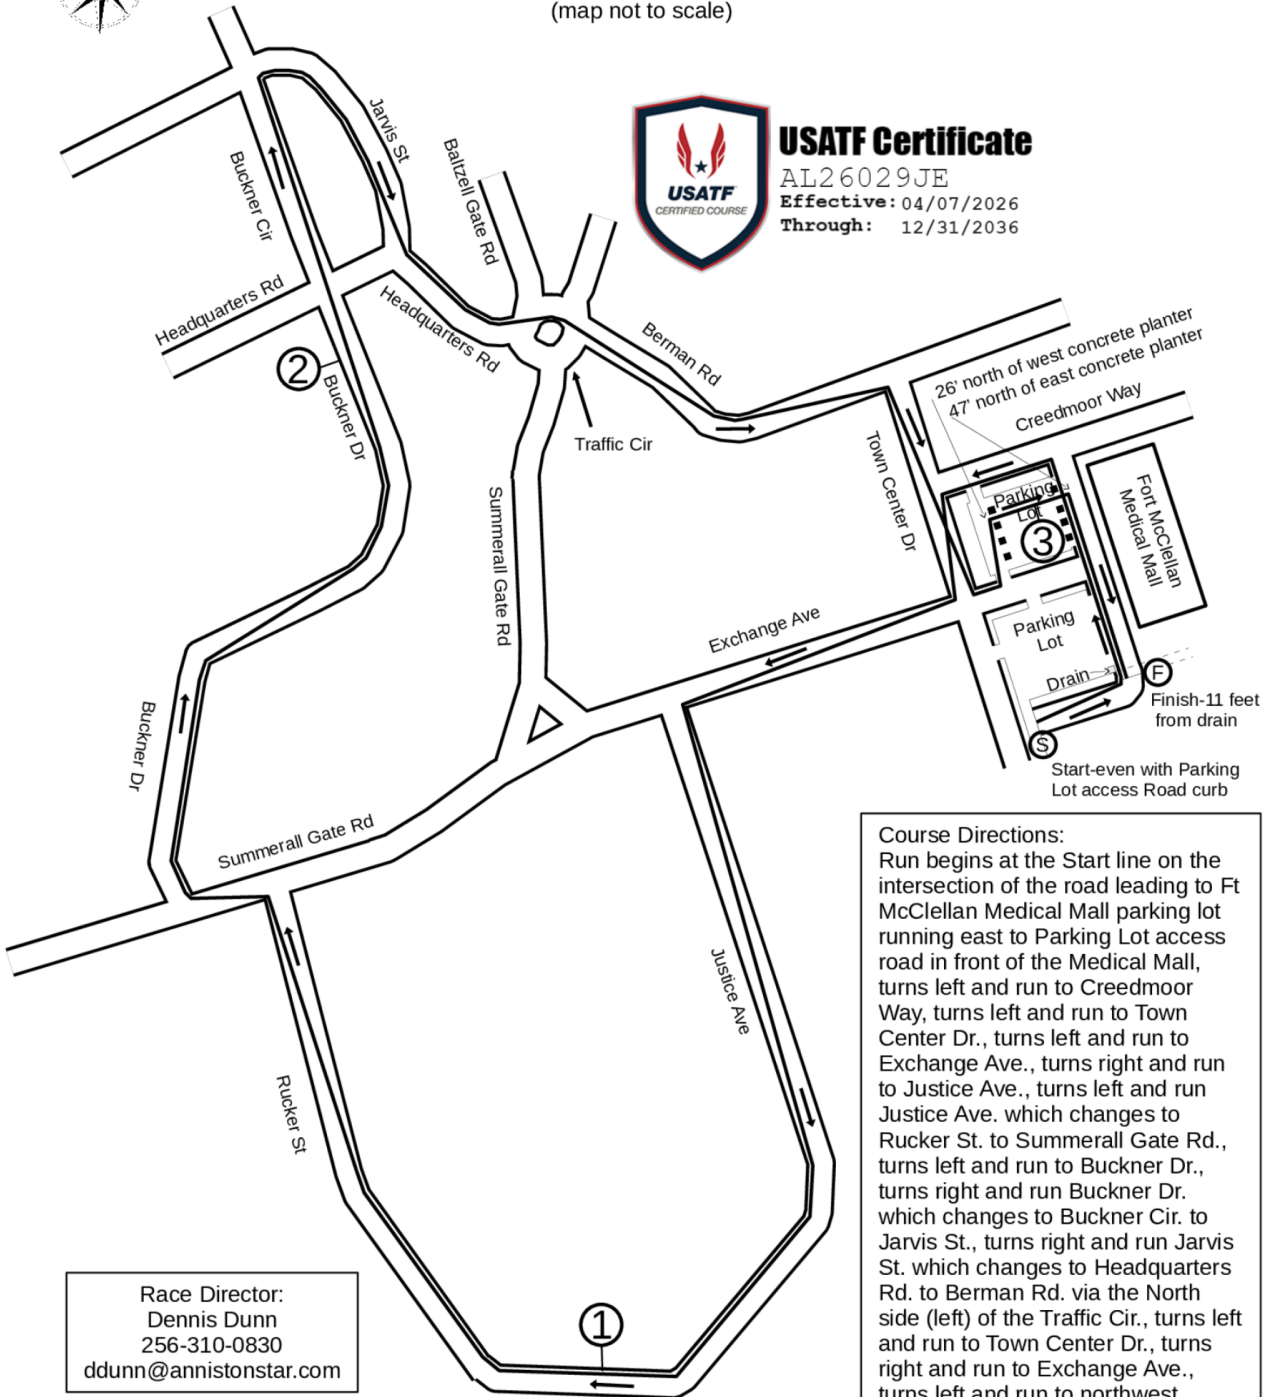 (map not to scale)
USATF Certificate
AL26029JE
Effective: 04/07/2026
Through: 12/31/2036
USATF
CERTIFIED COURSE
Jarvis St
Baltzell Gate Rd
Buckner Cir
Headquarters Rd
Headquarters Rd
Berman Rd
26' north of west concrete planter
47' north of east concrete planter
Creedmoor Way
2
Buckner Dr
Traffic Cir
Town Center Dr
Parking
Lot
3
Fort McClellan
Medical Mall
Summerall Gate Rd
Exchange Ave
Parking
Lot
Drain
F
Finish-11 feet
from drain
S
Start-even with Parking
Lot access Road curb
Buckner Dr
Summerall Gate Rd
Justice Ave
Rucker St
1
Course Directions:
Run begins at the Start line on the
intersection of the road leading to Ft
McClellan Medical Mall parking lot
running east to Parking Lot access
road in front of the Medical Mall,
turns left and run to Creedmoor
Way, turns left and run to Town
Center Dr., turns left and run to
Exchange Ave., turns right and run
to Justice Ave., turns left and run
Justice Ave. which changes to
Rucker St. to Summerall Gate Rd.,
turns left and run to Buckner Dr.,
turns right and run Buckner Dr.
which changes to Buckner Cir. to
Jarvis St., turns right and run Jarvis
St. which changes to Headquarters
Rd. to Berman Rd. via the North
side (left) of the Traffic Cir., turns left
and run to Town Center Dr., turns
right and run to Exchange Ave.,
turns left and run to northwest
Race Director:
Dennis Dunn
256-310-0830
ddunn@annistonstar.com